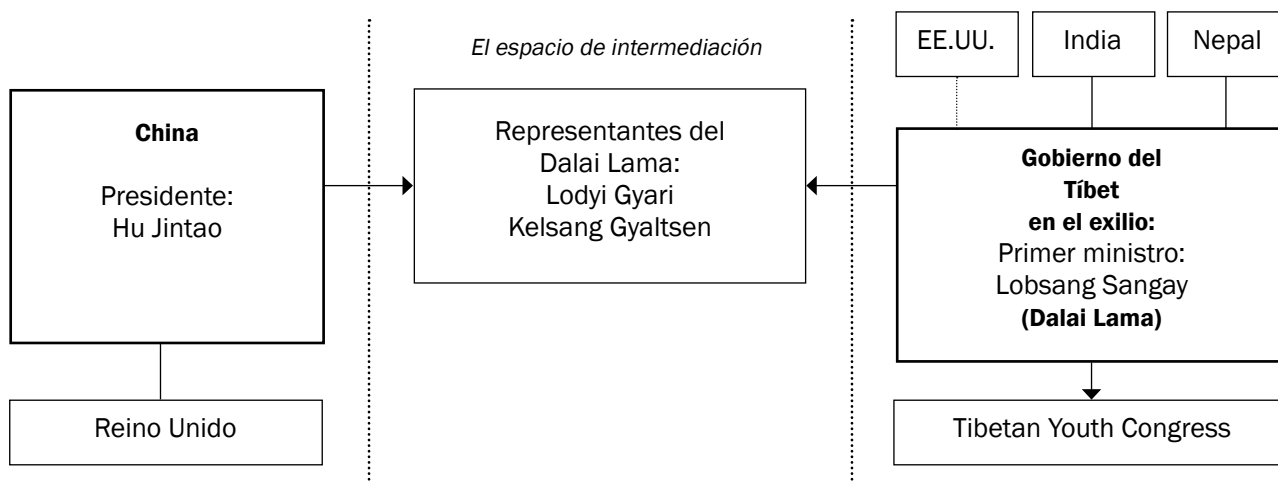 El espacio de intermediación
China
Presidente:
Hu Jintao
Reino Unido
Representantes del
Dalai Lama:
Lodyi Gyari
Kelsang Gyaltsen
EE.UU.
India
Nepal
Gobierno del
Tíbet
en el exilio:
Primer ministro:
Lobsang Sangay
(Dalai Lama)
Tibetan Youth Congress